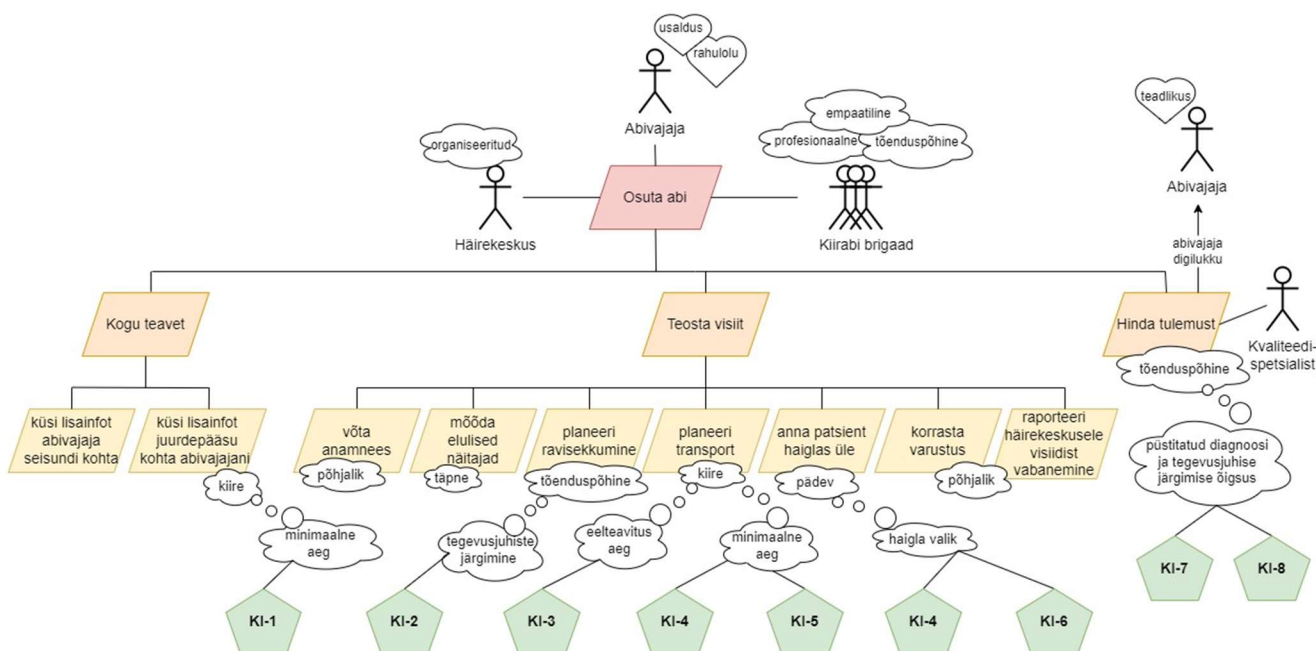 usaldus
rahulolu
Abivajaja
teadlikus
Abivajaja
abivajaja
digilukku
organiseeritud
Häirekeskus
Osuta abi
empaatiline
profesionaalne
tõenduspõhine
Kiirabi brigaad
Kogu teavet
Teosta visiit
Hinda tulemust
Kvaliteedi-
spetsialist
tõenduspõhine
küsi lisainfot
abivajaja
seisundi kohta
küsi lisainfot
juurdepääsu
kohta abivajajani
kiire
võta
anamnees
põhjalik
mõõda
elulised
näitajad
täpne
planeeri
ravisekkumine
tõenduspõhine
planeeri
transport
kiire
anna patsient
haiglas üle
pädev
korrasta
varustus
põhjalik
raporteeri
häirekeskusele
visiidist
vabanemine
püstitatud diagnoosi
ja tegevusjuhise
järgimise õigsus
minimaalne
aeg
tegevusjuhiste
järgimine
eelteavitus
aeg
minimaalne
aeg
haigla valik
KI-7
KI-8
KI-1
KI-2
KI-3
KI-4
KI-5
KI-4
KI-6